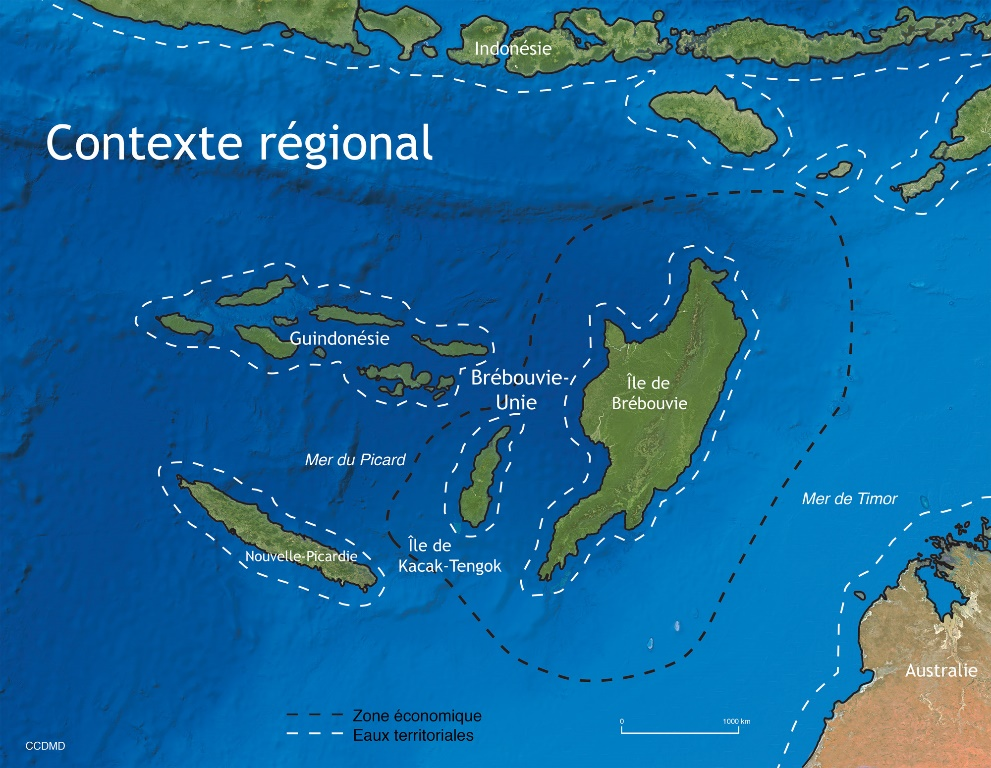 Indonésie
Contexte régional
Guindonésie
Brébouvie-
Unie
Île de
Brébouvie
Mer du Picard
Mer de Timor
Île de
Kacak-Tengok
Nouvelle-Picardie
Australie
Zone économique
Eaux territoriales
0 1000 km
CCDMD